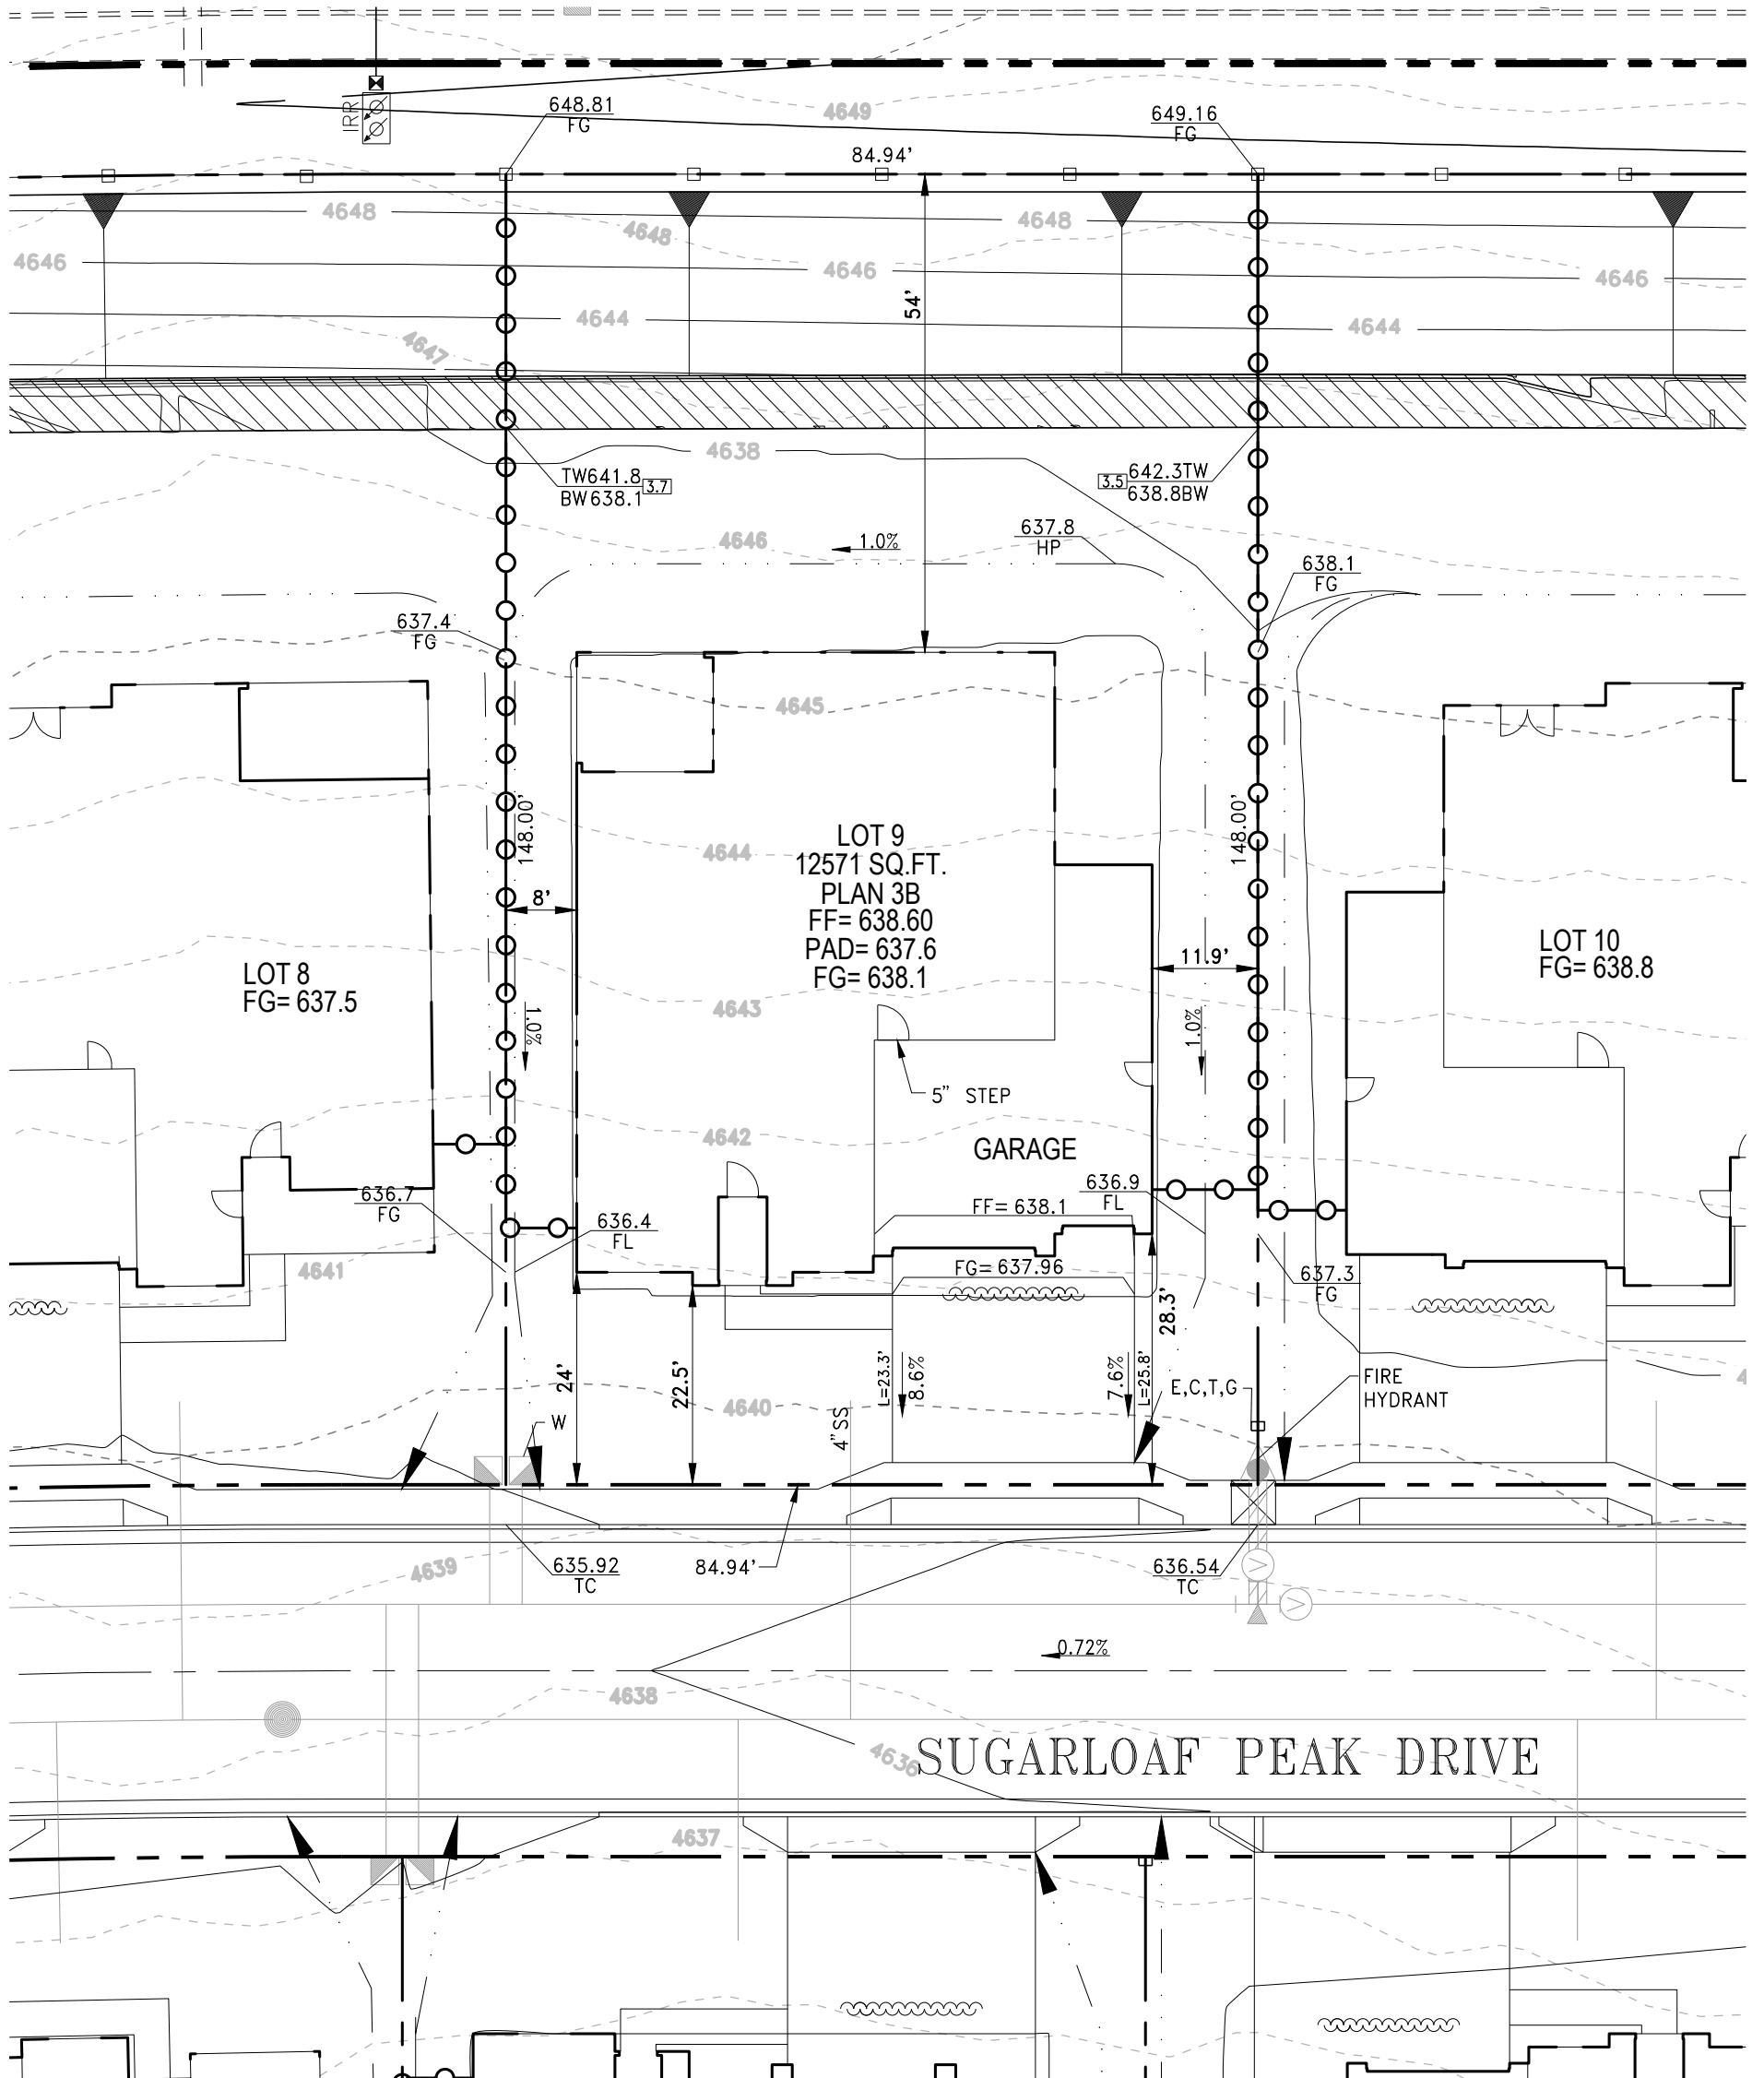 IRR
648.81
FG
4649
649.16
FG
84.94'
4648
4648
4648
4646
4646
4646
54'
4644
4644
4647
4638
TW641.8 3.7
BW638.1
3.5 642.3TW
638.8BW
4646
1.0%
637.8
HP
638.1
FG
637.4
FG
4645
148.00'
148.00'
4644
LOT 9
12571 SQ.FT.
PLAN 3B
FF= 638.60
PAD= 637.6
FG= 638.1
8'
11.9'
LOT 8
FG= 637.5
LOT 10
FG= 638.8
4643
1.0%
1.0%
5" STEP
4642
GARAGE
636.7
FG
636.4
FL
FF= 638.1
636.9
FL
4641
FG= 637.96
637.3
FG
24'
22.5'
L=23.3'
8.6%
7.6%
L=25.8'
28.3'
E,C,T,G
FIRE
HYDRANT
4640
4" SS
W
4639
635.92
TC
84.94'
636.54
TC
V
V
0.72%
4638
4636
SUGARLOAF PEAK DRIVE
4637